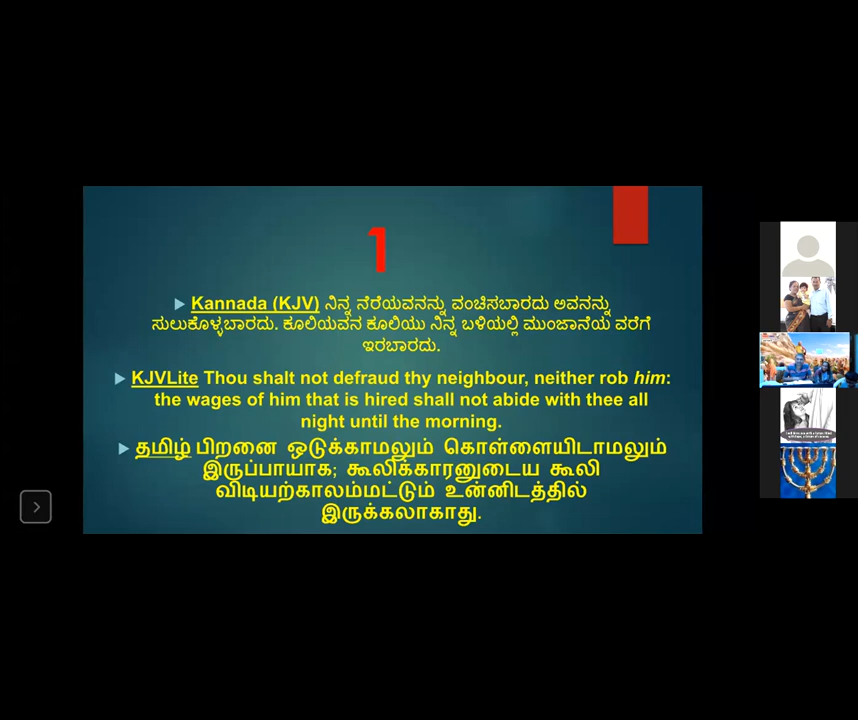 1
Kannada (KJV) ನಿನ್ನ ನೆರೆಯವನನ್ನು ವಂಚಿಸಬಾರದು ಅವನನ್ನು
ಸುಲುಕೊಳ್ಳಬಾರದು. ಕೂಲಿಯವನ ಕೂಲಿಯು ನಿನ್ನ ಬಳಿಯಲ್ಲಿ ಮುಂಜಾನೆಯ ವರೆಗೆ
ಇರಬಾರದು.
KJVLite Thou shalt not defraud thy neighbour, neither rob him:
the wages of him that is hired shall not abide with thee all
night until the morning.
தமிழ் பிறனை ஒடுக்காமலும் கொள்ளையிடாமலும்
இருப்பாயாக; கூலிக்காரனுடைய கூலி
விடியற்காலம்மட்டும் உன்னிடத்தில்
இருக்கலாகாது.